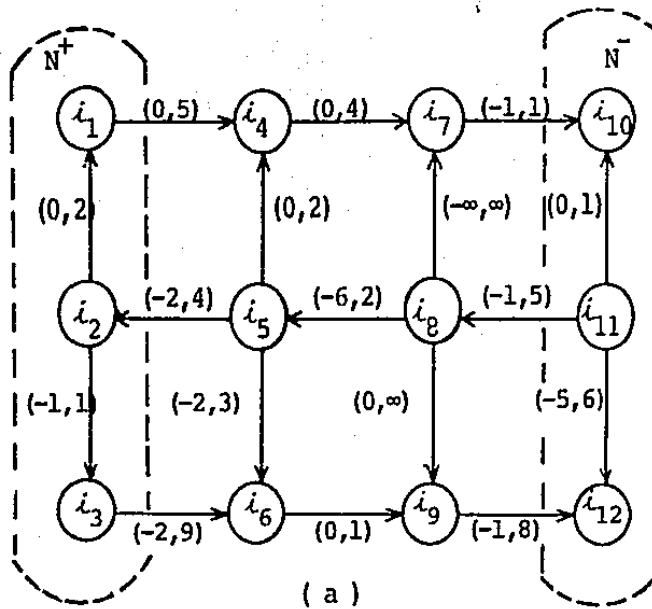 N+ N-
i1 (0,5) i4 (0,4) i7 (-1,1) i10
(0,2) (0,2) (-∞,∞) (0,1)
i2 (-2,4) i5 (-6,2) i8 (-1,5) i11
(-1,1) (-2,3) (0,∞) (-5,6)
i3 (-2,9) i6 (0,1) i9 (-1,8) i12
( a )